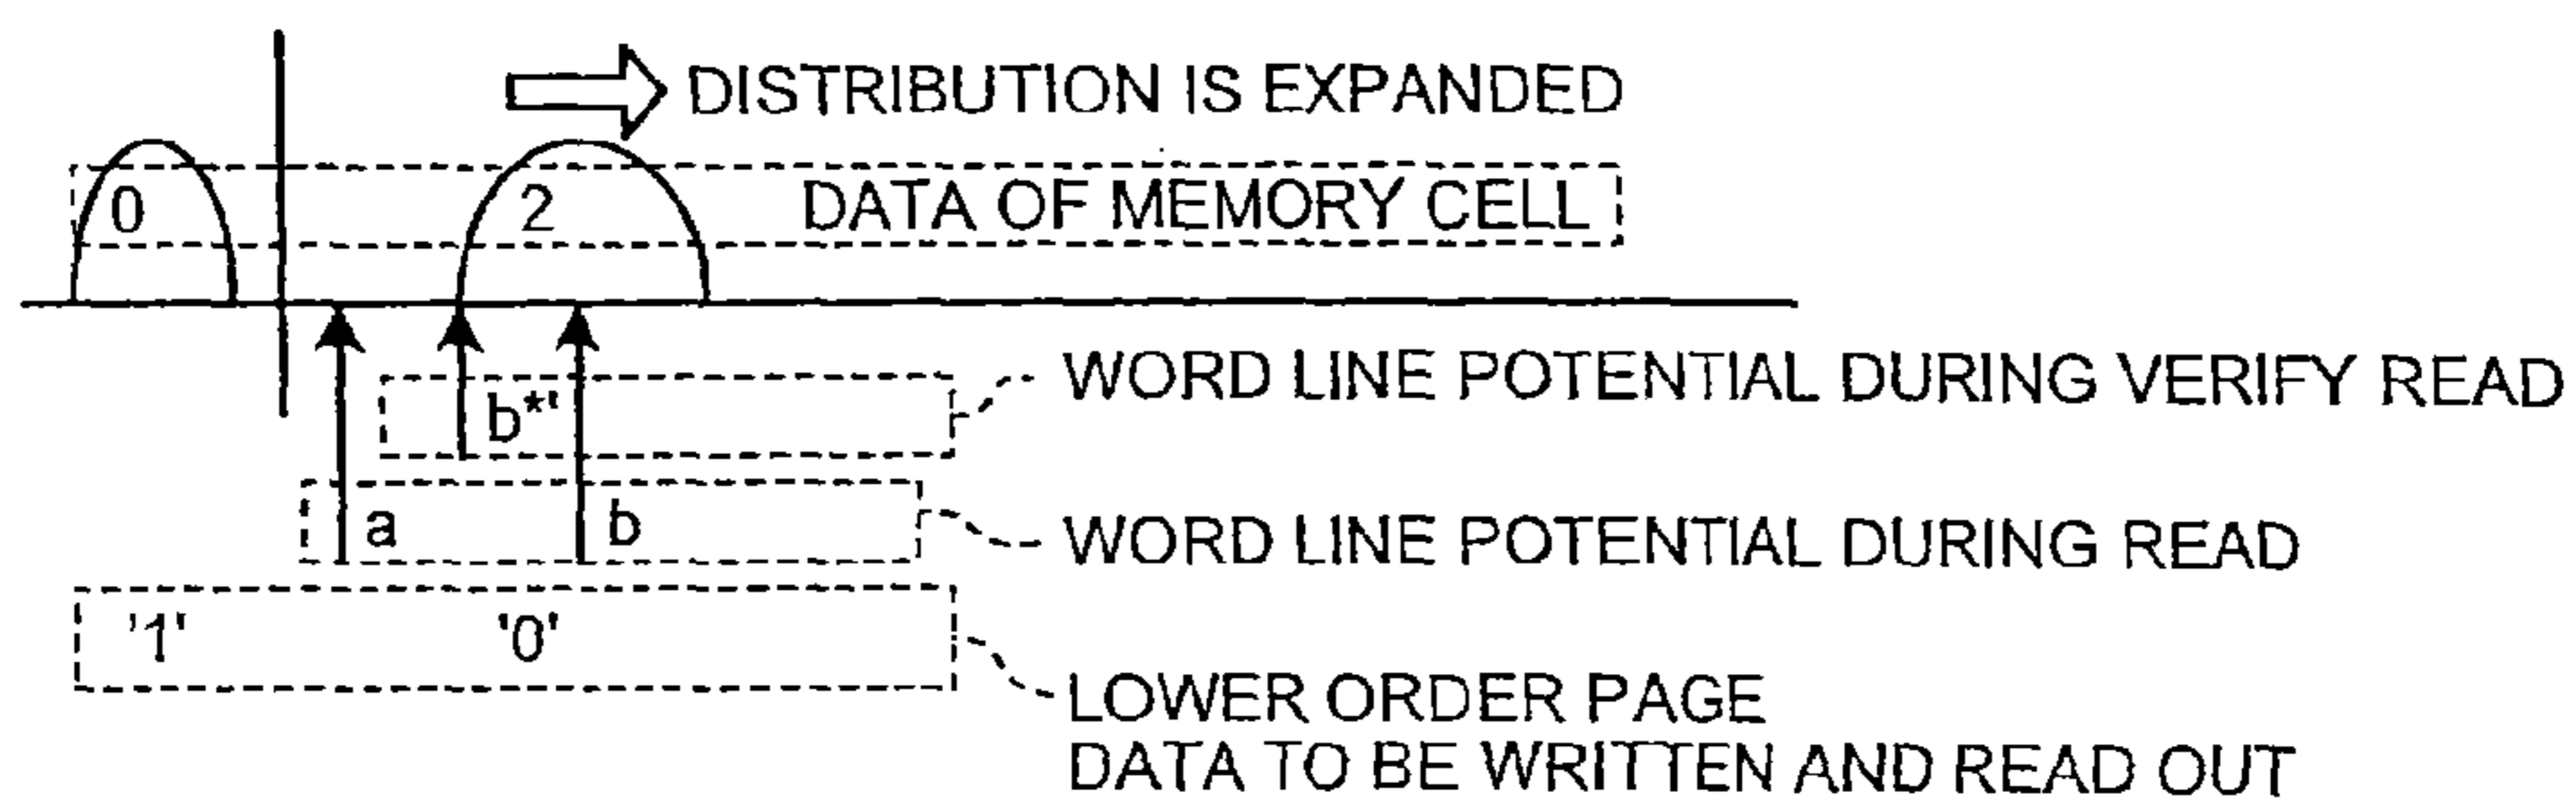 DISTRIBUTION IS EXPANDED
0 2 DATA OF MEMORY CELL
b*' WORD LINE POTENTIAL DURING VERIFY READ
a b WORD LINE POTENTIAL DURING READ
'1' '0'
LOWER ORDER PAGE
DATA TO BE WRITTEN AND READ OUT